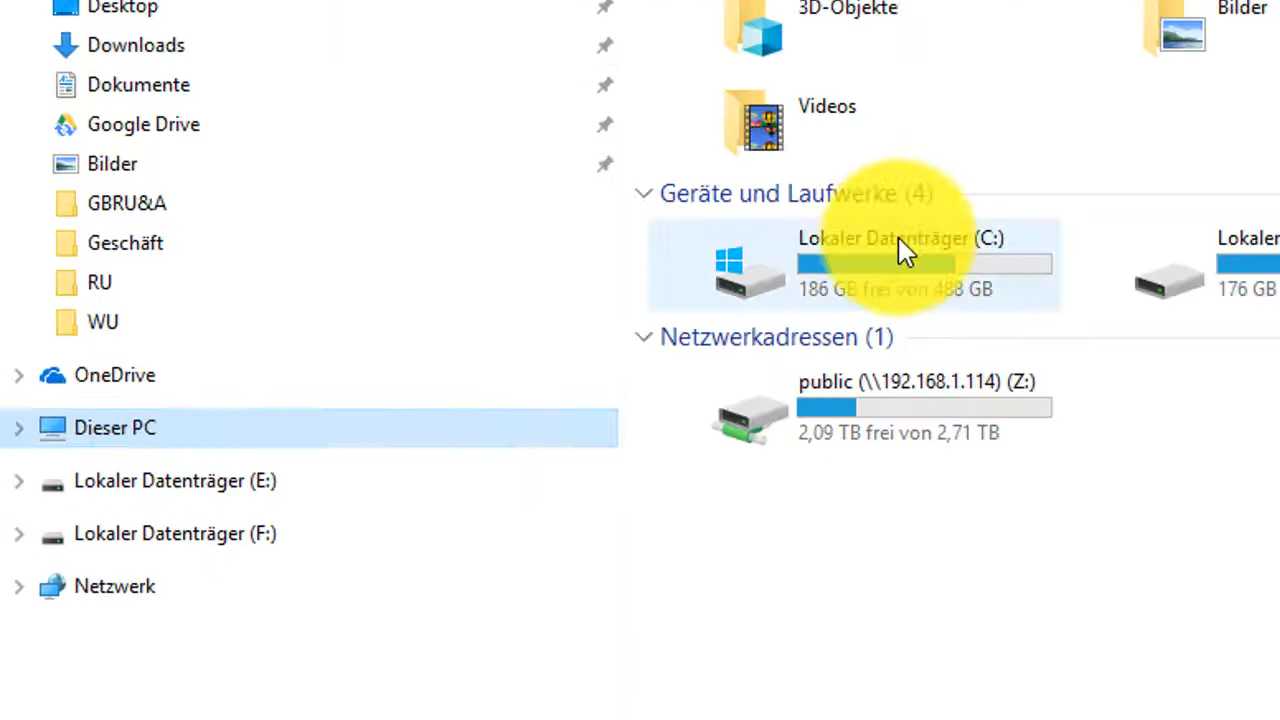 Desktop
Downloads
Dokumente
Google Drive
Bilder
GBRU&A
Geschäft
RU
WU
OneDrive
Dieser PC
Lokaler Datenträger (E:)
Lokaler Datenträger (F:)
Netzwerk
3D-Objekte
Bilder
Videos
Geräte und Laufwerke (4)
Lokaler Datenträger (C:)
186 GB frei von 488 GB
Lokaler
176 GB
Netzwerkadressen (1)
public (\\192.168.1.114) (Z:)
2,09 TB frei von 2,71 TB